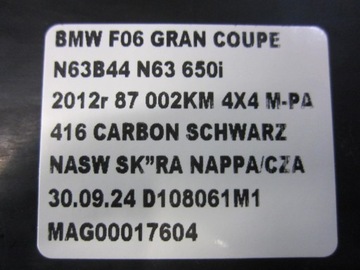 BMW F06 GRAN COUPE
N63B44 N63 650i
2012r 87 002KM 4X4 M-PA
416 CARBON SCHWARZ
NASW SK”RA NAPPA/CZA
30.09.24 D108061M1
MAG00017604